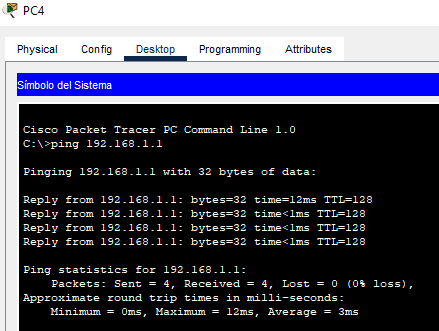 PC4
Physical Config Desktop Programming Attributes
Símbolo del Sistema
Cisco Packet Tracer PC Command Line 1.0
C:\>ping 192.168.1.1
Pinging 192.168.1.1 with 32 bytes of data:
Reply from 192.168.1.1: bytes=32 time=12ms TTL=128
Reply from 192.168.1.1: bytes=32 time<1ms TTL=128
Reply from 192.168.1.1: bytes=32 time<1ms TTL=128
Reply from 192.168.1.1: bytes=32 time<1ms TTL=128
Ping statistics for 192.168.1.1:
Packets: Sent = 4, Received = 4, Lost = 0 (0% loss),
Approximate round trip times in milli-seconds:
Minimum = 0ms, Maximum = 12ms, Average = 3ms